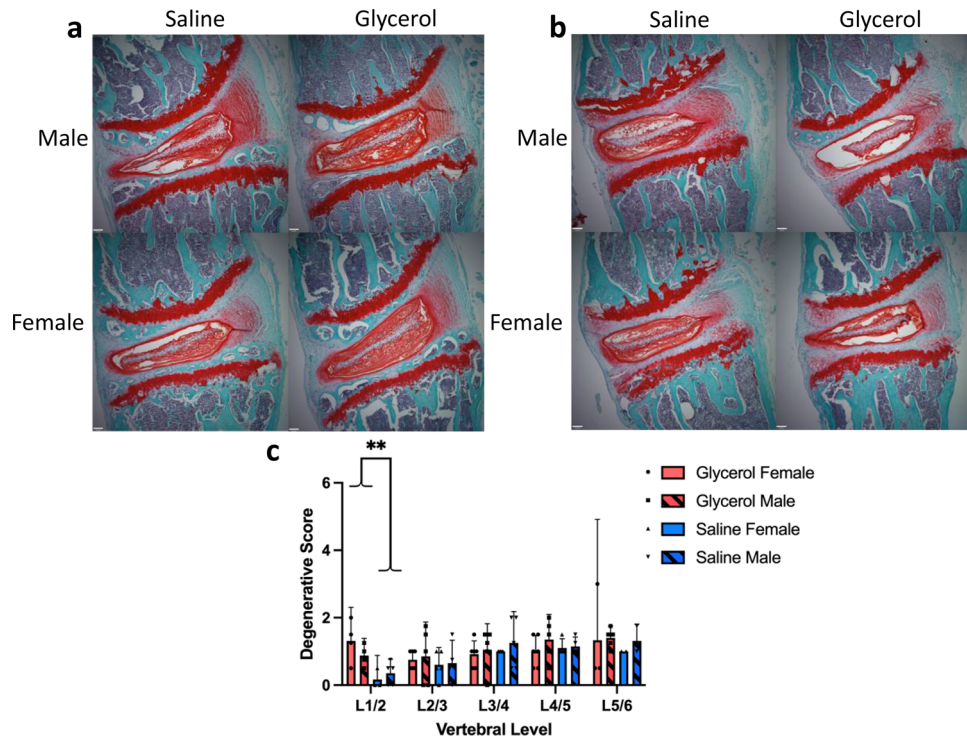 a
Saline
Glycerol
Male
Female
b
Saline
Glycerol
Male
Female
c
**
Degenerative Score
6
4
2
0
L1/2
L2/3
L3/4
L4/5
L5/6
Vertebral Level
Glycerol Female
Glycerol Male
Saline Female
Saline Male